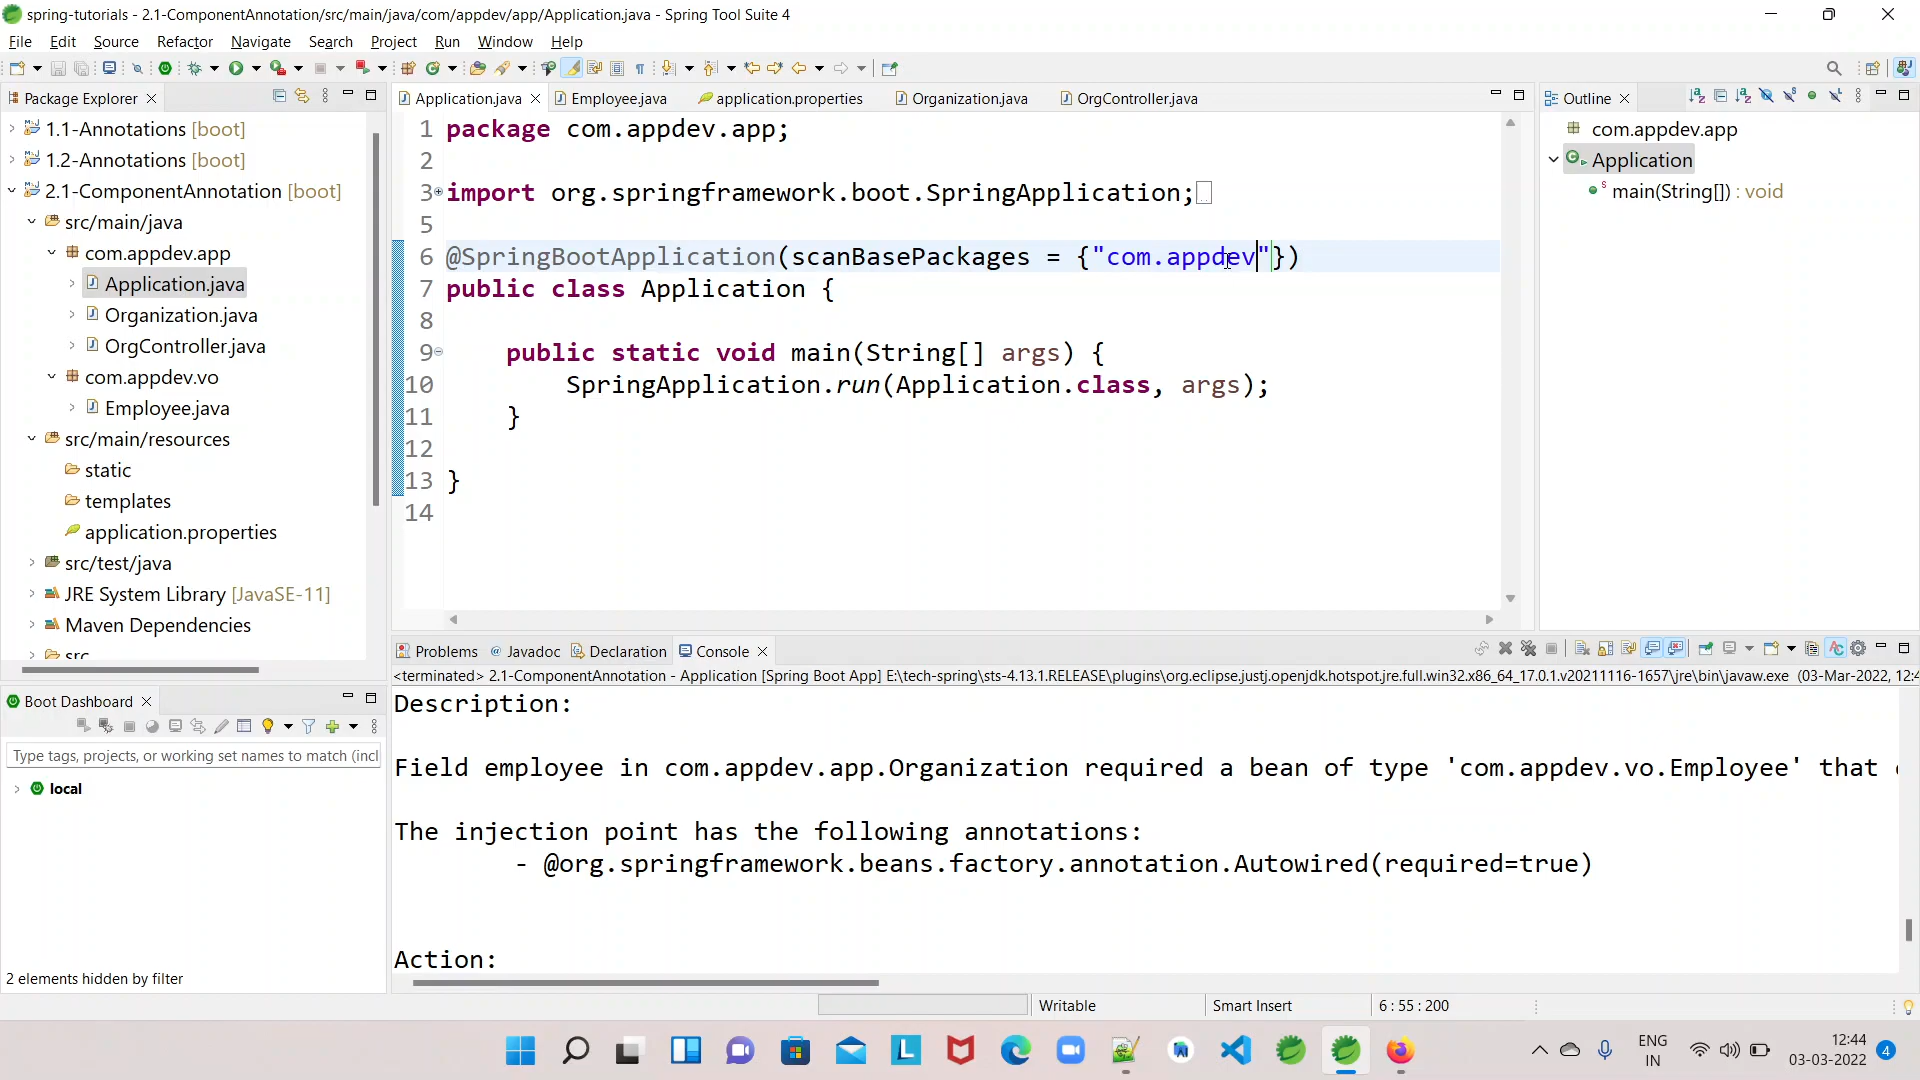 spring-tutorials - 2.1-ComponentAnnotation/src/main/java/com/appdev/app/Application.java - Spring Tool Suite 4
File Edit Source Refactor Navigate Search Project Run Window Help
Package Explorer
1.1-Annotations [boot]
1.2-Annotations [boot]
2.1-ComponentAnnotation [boot]
src/main/java
com.appdev.app
Application.java
Organization.java
OrgController.java
com.appdev.vo
Employee.java
src/main/resources
static
templates
application.properties
src/test/java
JRE System Library [JavaSE-11]
Maven Dependencies
src
Boot Dashboard
Type tags, projects, or working set names to match (incl
local
2 elements hidden by filter
Application.java Employee.java application.properties Organization.java OrgController.java
1 package com.appdev.app;
2
3 import org.springframework.boot.SpringApplication;
5
6 @SpringBootApplication(scanBasePackages = {"com.appdev"})
7 public class Application {
8
9 public static void main(String[] args) {
10 SpringApplication.run(Application.class, args);
11 }
12
13 }
14
Outline
com.appdev.app
Application
main(String[]) : void
Problems Javadoc Declaration Console
<terminated> 2.1-ComponentAnnotation - Application [Spring Boot App] E:\tech-spring\sts-4.13.1.RELEASE\plugins\org.eclipse.justj.openjdk.hotspot.jre.full.win32.x86_64_17.0.1.v20211116-1657\jre\bin\javaw.exe (03-Mar-2022, 12:4
Description:
Field employee in com.appdev.app.Organization required a bean of type 'com.appdev.vo.Employee' that
The injection point has the following annotations:
- @org.springframework.beans.factory.annotation.Autowired(required=true)
Action:
Writable Smart Insert 6 : 55 : 200
ENG
IN
12:44
03-03-2022
4